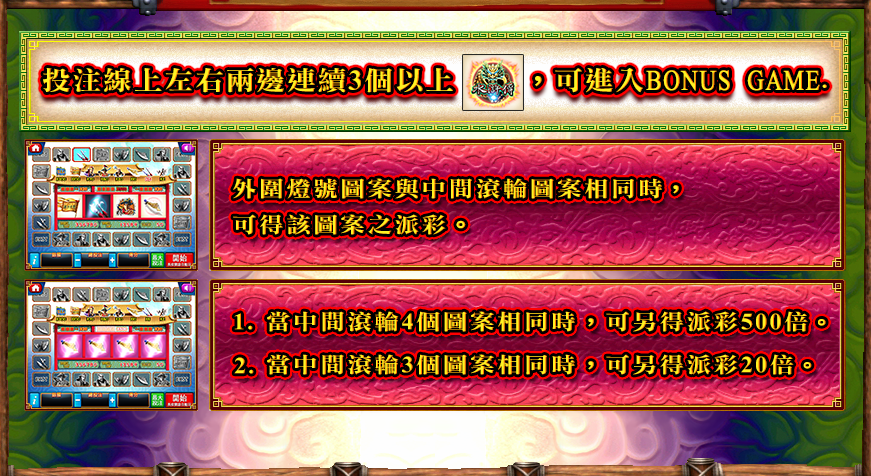 投注線上左右兩邊連續3個以上 ，可進入BONUS GAME.
外圍燈號圖案與中間滾輪圖案相同時，
可得該圖案之派彩。
1. 當中間滾輪4個圖案相同時，可另得派彩500倍。
2. 當中間滾輪3個圖案相同時，可另得派彩20倍。
開始
開始